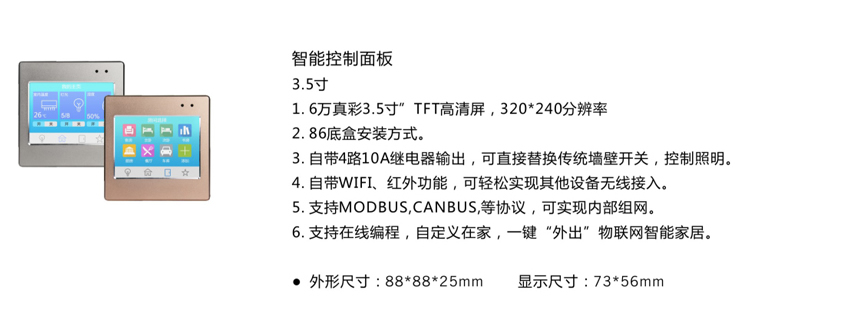 智能控制面板
3.5寸
1. 6万真彩3.5寸”TFT高清屏，320*240分辨率
2. 86底盒安装方式。
3. 自带4路10A继电器输出，可直接替换传统墙壁开关，控制照明。
4. 自带WIFI、红外功能，可轻松实现其他设备无线接入。
5. 支持MODBUS,CANBUS,等协议，可实现内部组网。
6. 支持在线编程，自定义在家，一键“外出”物联网智能家居。
● 外形尺寸：88*88*25mm 显示尺寸：73*56mm
26℃
50%